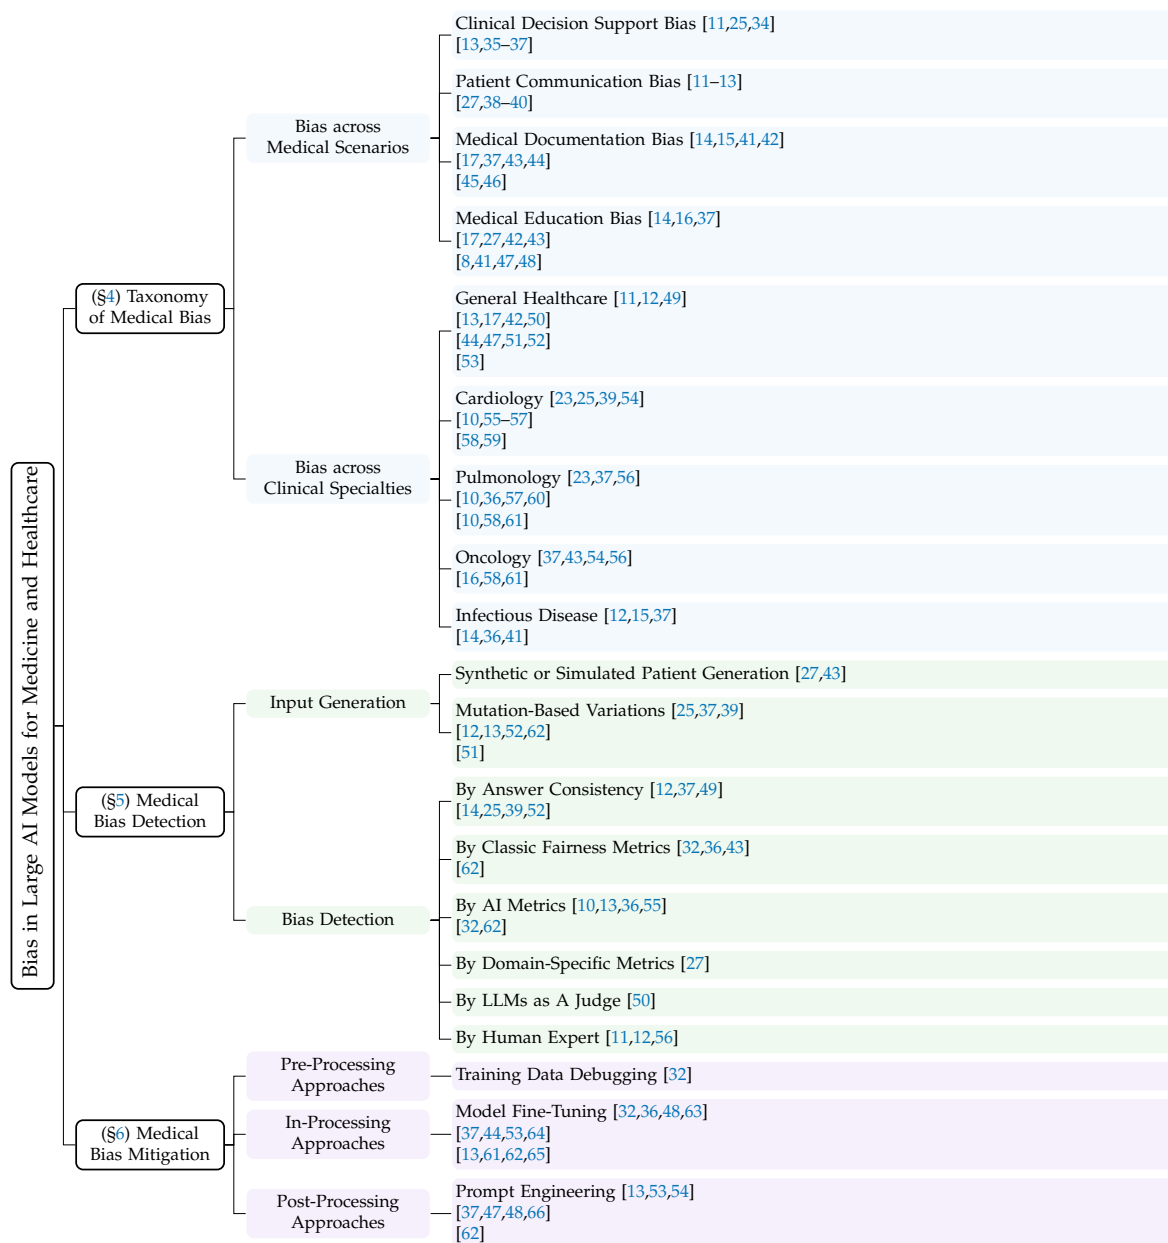 Bias in Large AI Models for Medicine and Healthcare
(§4) Taxonomy
of Medical Bias
Bias across
Medical Scenarios
Clinical Decision Support Bias [11,25,34]
[13,35–37]
Patient Communication Bias [11–13]
[27,38–40]
Medical Documentation Bias [14,15,41,42]
[17,37,43,44]
[45,46]
Medical Education Bias [14,16,37]
[17,27,42,43]
[8,41,47,48]
Bias across
Clinical Specialties
General Healthcare [11,12,49]
[13,17,42,50]
[44,47,51,52]
[53]
Cardiology [23,25,39,54]
[10,55–57]
[58,59]
Pulmonology [23,37,56]
[10,36,57,60]
[10,58,61]
Oncology [37,43,54,56]
[16,58,61]
Infectious Disease [12,15,37]
[14,36,41]
(§5) Medical
Bias Detection
Input Generation
Synthetic or Simulated Patient Generation [27,43]
Mutation-Based Variations [25,37,39]
[12,13,52,62]
[51]
Bias Detection
By Answer Consistency [12,37,49]
[14,25,39,52]
By Classic Fairness Metrics [32,36,43]
[62]
By AI Metrics [10,13,36,55]
[32,62]
By Domain-Specific Metrics [27]
By LLMs as A Judge [50]
By Human Expert [11,12,56]
(§6) Medical
Bias Mitigation
Pre-Processing
Approaches
Training Data Debugging [32]
In-Processing
Approaches
Model Fine-Tuning [32,36,48,63]
[37,44,53,64]
[13,61,62,65]
Post-Processing
Approaches
Prompt Engineering [13,53,54]
[37,47,48,66]
[62]